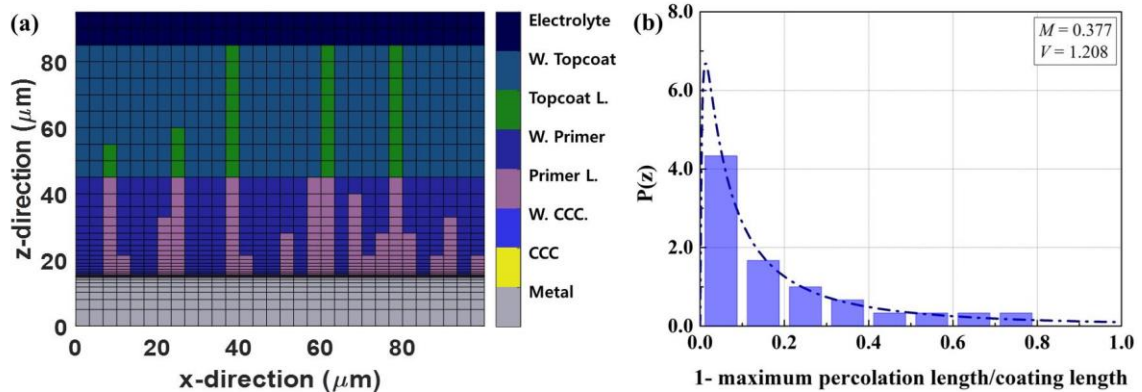 (a)
z-direction (μm)
80
60
40
20
0
0 20 40 60 80
x-direction (μm)
Electrolyte
W. Topcoat
Topcoat L.
W. Primer
Primer L.
W. CCC.
CCC
Metal
(b)
P(z)
8.0
6.0
4.0
2.0
0.0
M = 0.377
V = 1.208
0.0 0.2 0.4 0.6 0.8 1.0
1- maximum percolation length/coating length